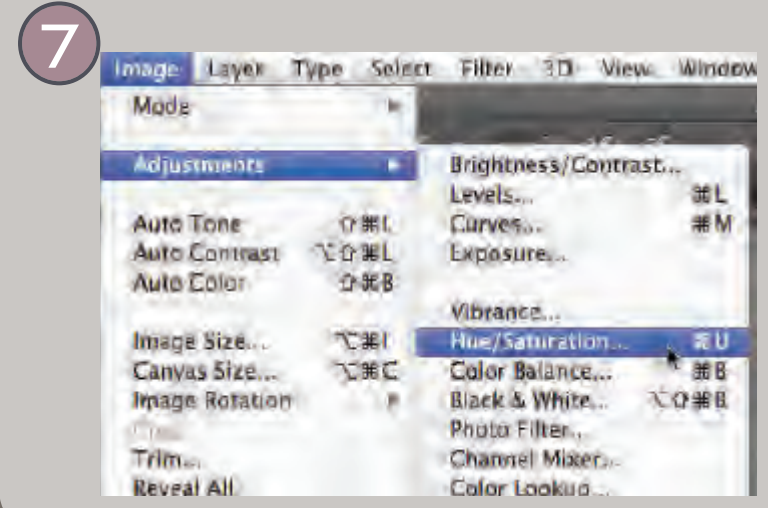 7
Image Layer Type Select Filter 3D View Window
Mode
Adjustments
Auto Tone ⇧⌘L
Auto Contrast ⌥⇧⌘L
Auto Color ⇧⌘B
Image Size... ⌥⌘I
Canvas Size... ⌥⌘C
Image Rotation
Trim...
Reveal All
Brightness/Contrast...
Levels... ⌘L
Curves... ⌘M
Exposure...
Vibrance...
Hue/Saturation... ⌘U
Color Balance... ⌘B
Black & White... ⌥⇧⌘B
Photo Filter...
Channel Mixer...
Color Lookup...